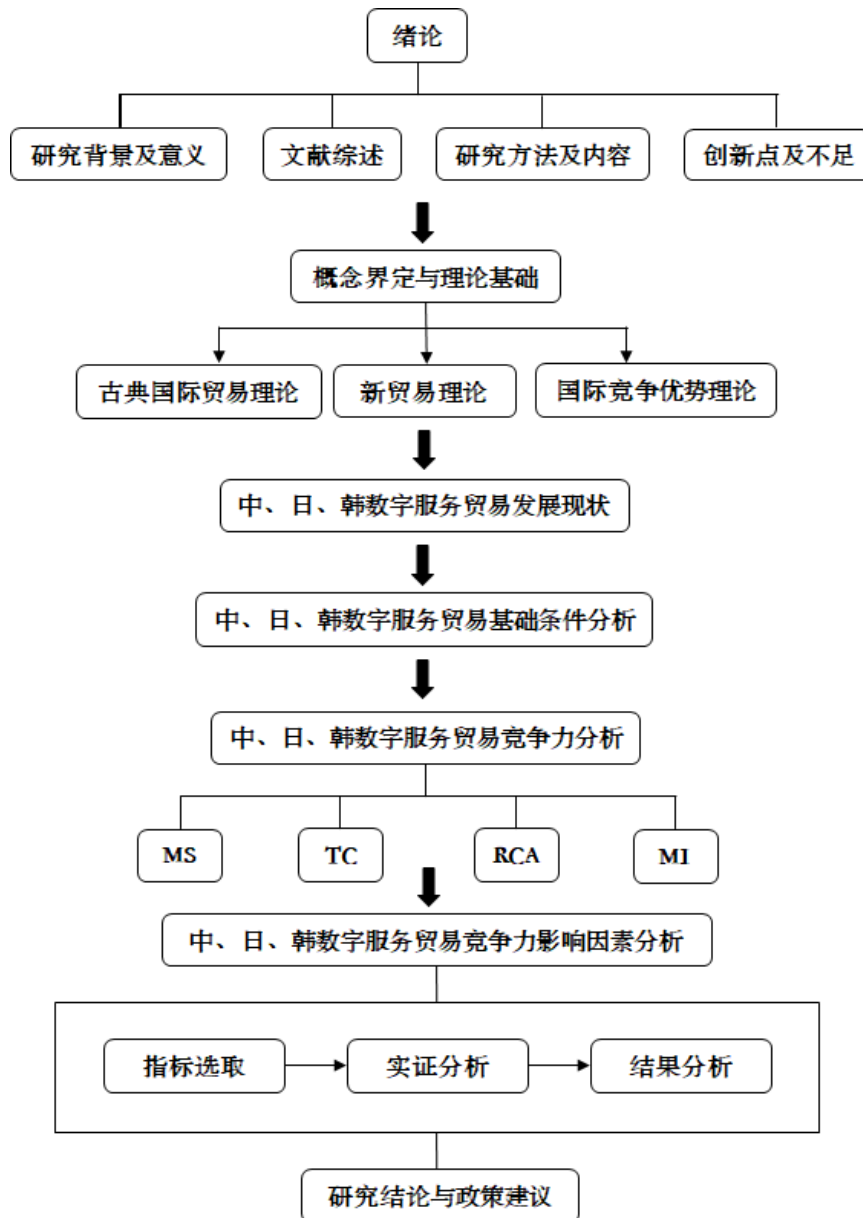 绪论
研究背景及意义
文献综述
研究方法及内容
创新点及不足
概念界定与理论基础
古典国际贸易理论
新贸易理论
国际竞争优势理论
中、日、韩数字服务贸易发展现状
中、日、韩数字服务贸易基础条件分析
中、日、韩数字服务贸易竞争力分析
MS
TC
RCA
MI
中、日、韩数字服务贸易竞争力影响因素分析
指标选取
实证分析
结果分析
研究结论与政策建议